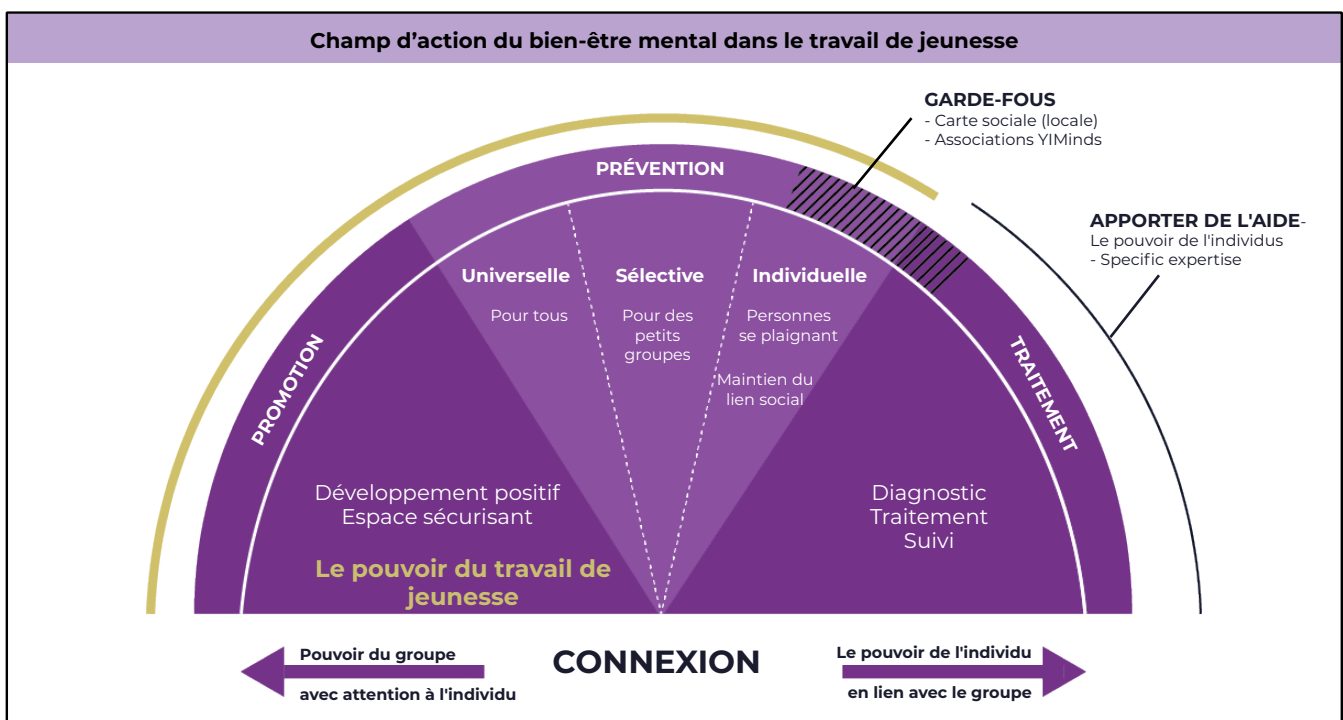 Champ d’action du bien-être mental dans le travail de jeunesse
GARDE-FOUS
- Carte sociale (locale)
- Associations YIMinds
PRÉVENTION
APPORTER DE L'AIDE-
Le pouvoir de l'individus
- Specific expertise
Universelle
Pour tous
Sélective
Pour des
petits
groupes
Individuelle
Personnes
se plaignant
Maintien du
lien social
PROMOTION
TRAITEMENT
Développement positif
Espace sécurisant
Le pouvoir du travail de
jeunesse
Diagnostic
Traitement
Suivi
Pouvoir du groupe
avec attention à l'individu
CONNEXION
Le pouvoir de l'individu
en lien avec le groupe